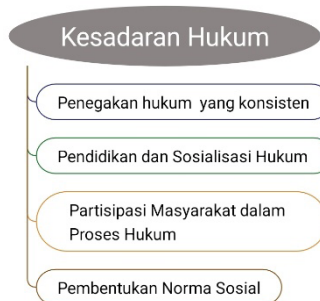 Kesadaran Hukum
Penegakan hukum yang konsisten
Pendidikan dan Sosialisasi Hukum
Partisipasi Masyarakat dalam
Proses Hukum
Pembentukan Norma Sosial